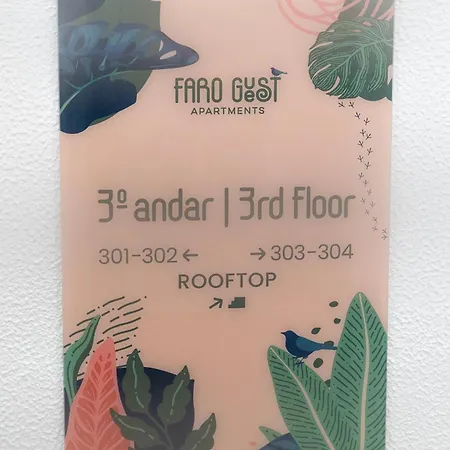 FARO GUEST
APARTMENTS
3º andar | 3rd floor
301-302 ← → 303-304
ROOFTOP
↗